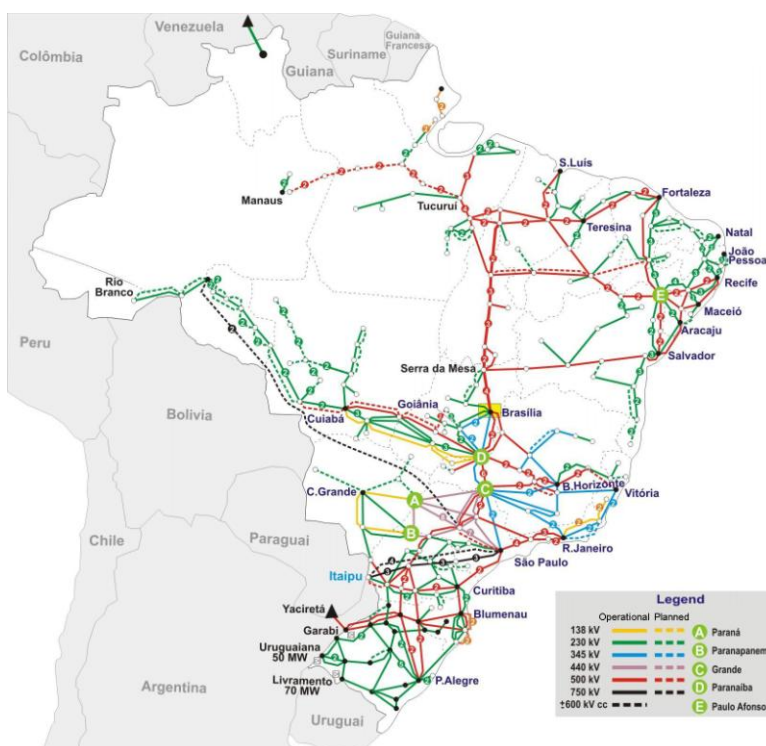 Venezuela
Colômbia
Guiana
Suriname
Guiana
Francesa
Manaus
Tucuruí
S.Luís
Fortaleza
Teresina
Natal
João
Pessoa
Recife
Maceió
Aracaju
Salvador
E
Rio
Branco
Peru
Serra da Mesa
Bolívia
Cuiabá
Goiânia
Brasília
D
C.Grande
A
C
B.Horizonte
Vitória
B
Paraguai
Chile
São Paulo
R.Janeiro
Itaipu
Curitiba
Yaciretá
Blumenau
Garabi
Uruguaiana
50 MW
Livramento
70 MW
P.Alegre
Argentina
Uruguai
Legend
Operational Planned
138 kV
230 kV
345 kV
440 kV
500 kV
750 kV
±600 kV cc
A Paraná
B Paranapanem
C Grande
D Paranaíba
E Paulo Afonso